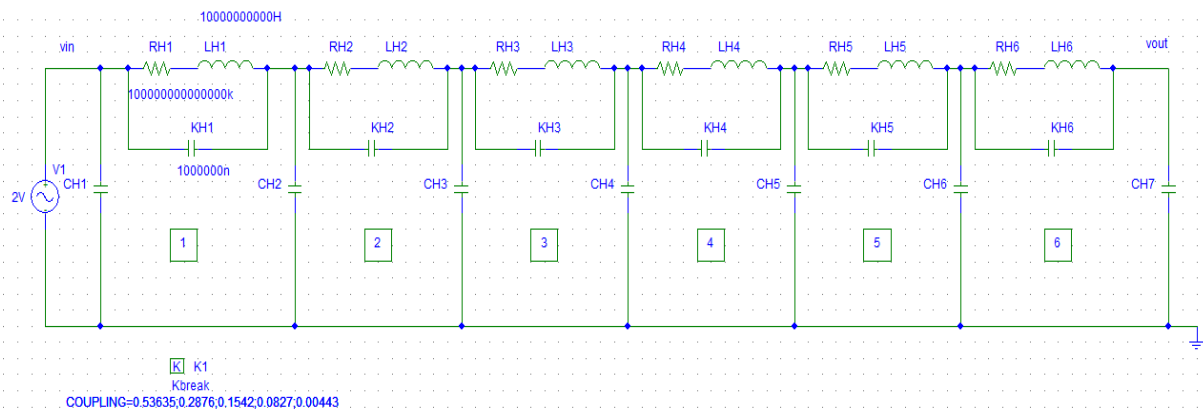 10000000000H
vin RH1 LH1 RH2 LH2 RH3 LH3 RH4 LH4 RH5 LH5 RH6 LH6 vout
100000000000000k
KH1 KH2 KH3 KH4 KH5 KH6
1000000n
V1
2V CH1 CH2 CH3 CH4 CH5 CH6 CH7
1 2 3 4 5 6
K K1
Kbreak
COUPLING=0.53635;0.2876;0.1542;0.0827;0.00443